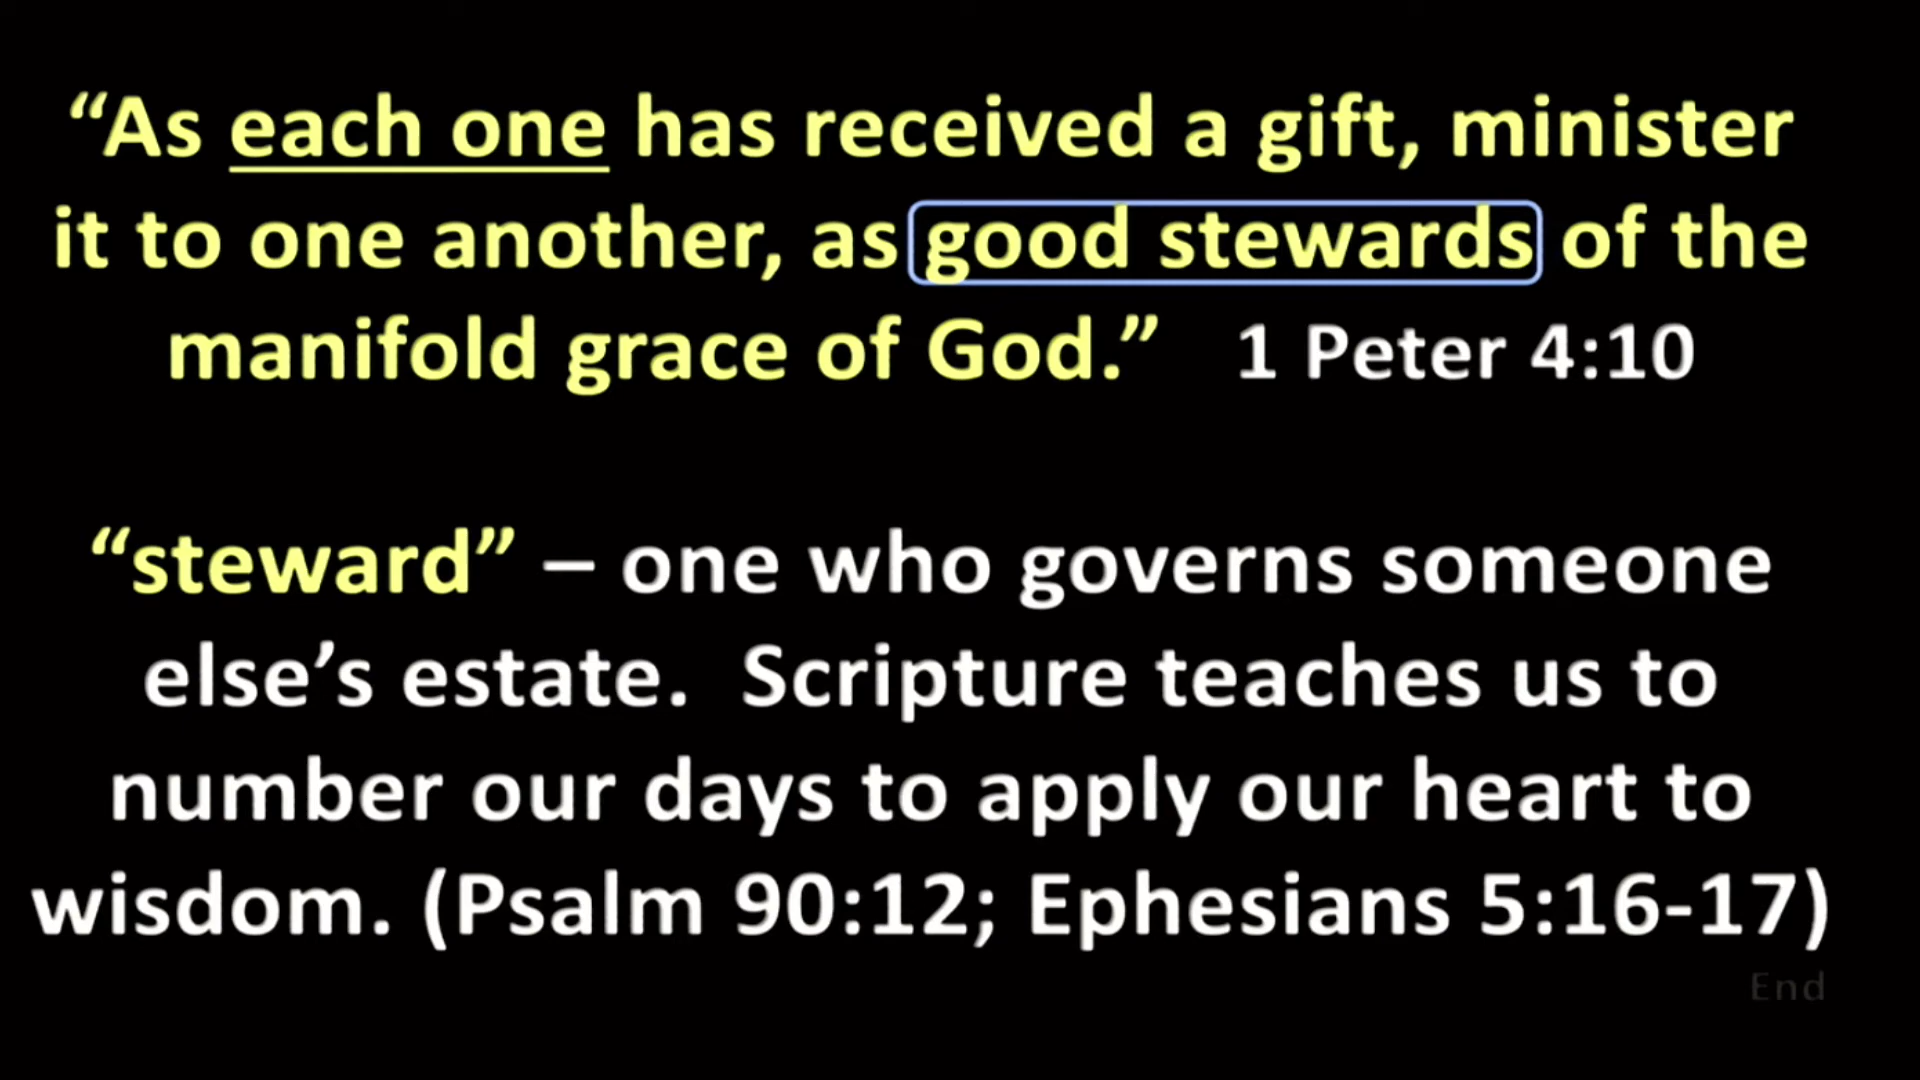 “As each one has received a gift, minister
it to one another, as good stewards of the
manifold grace of God.” 1 Peter 4:10
“steward” – one who governs someone
else’s estate. Scripture teaches us to
number our days to apply our heart to
wisdom. (Psalm 90:12; Ephesians 5:16-17)
End